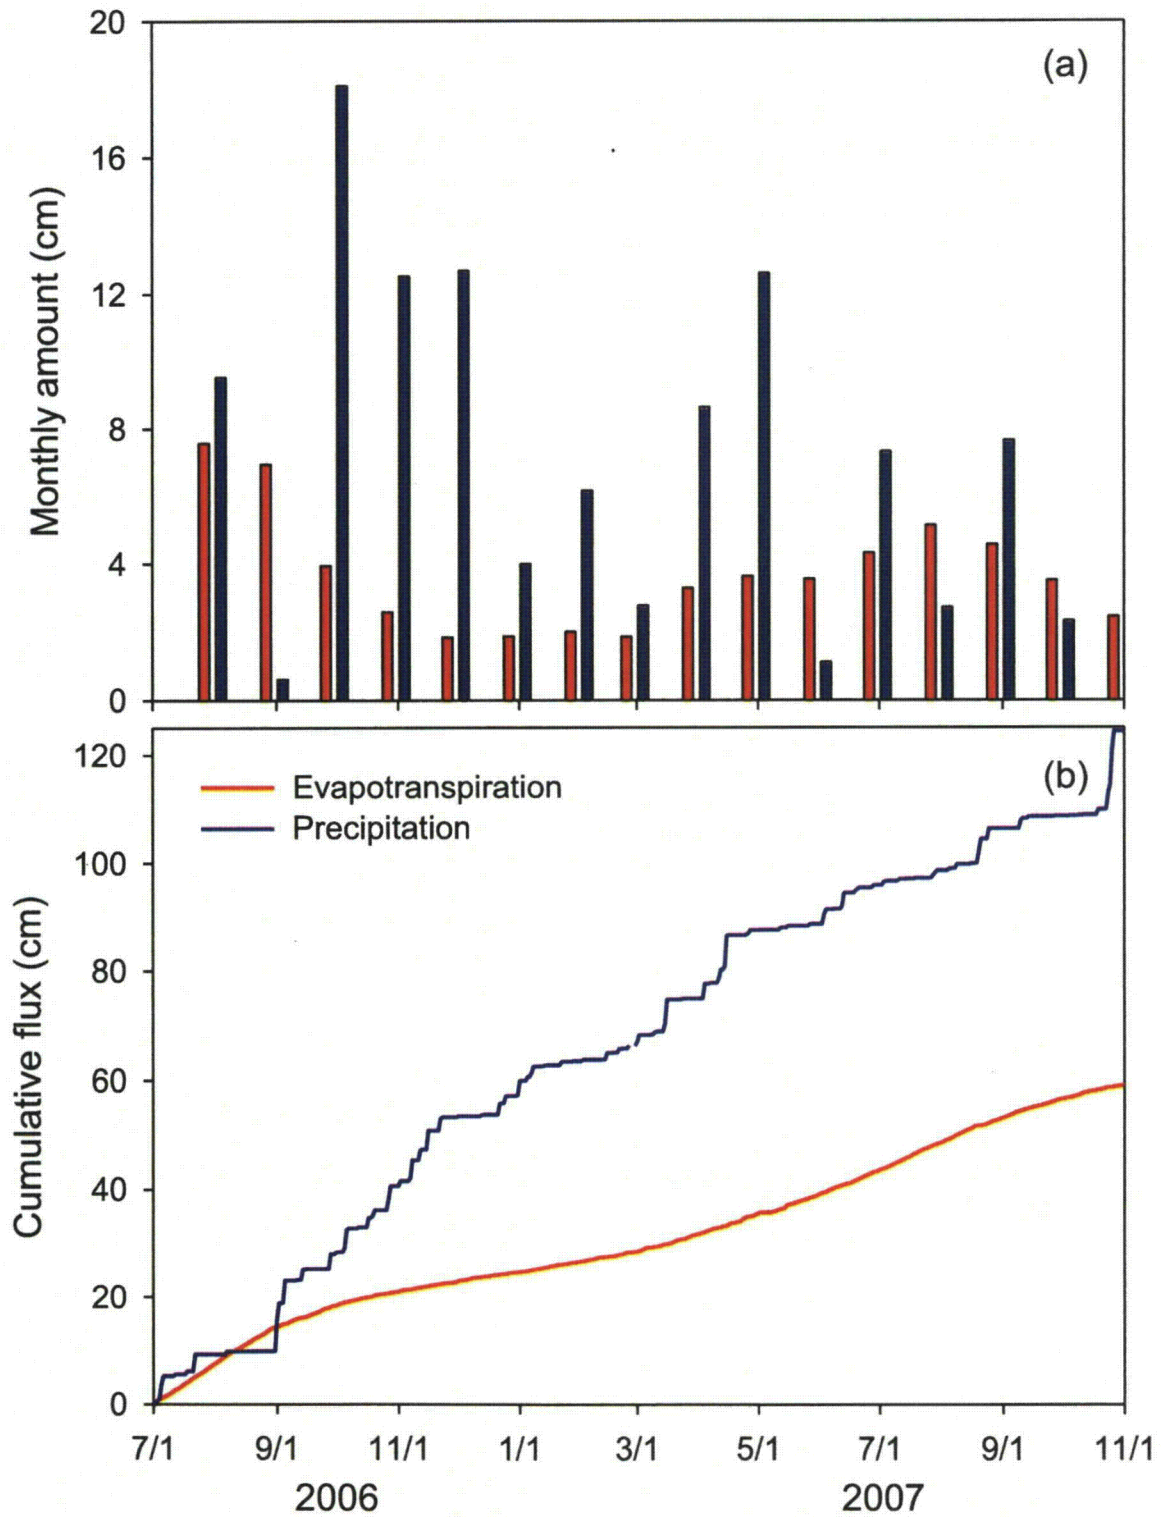 20
(a)
16
12
8
4
0
Monthly amount (cm)
120
(b)
Evapotranspiration
Precipitation
100
80
60
40
20
0
Cumulative flux (cm)
7/1 9/1 11/1 1/1 3/1 5/1 7/1 9/1 11/1
2006 2007